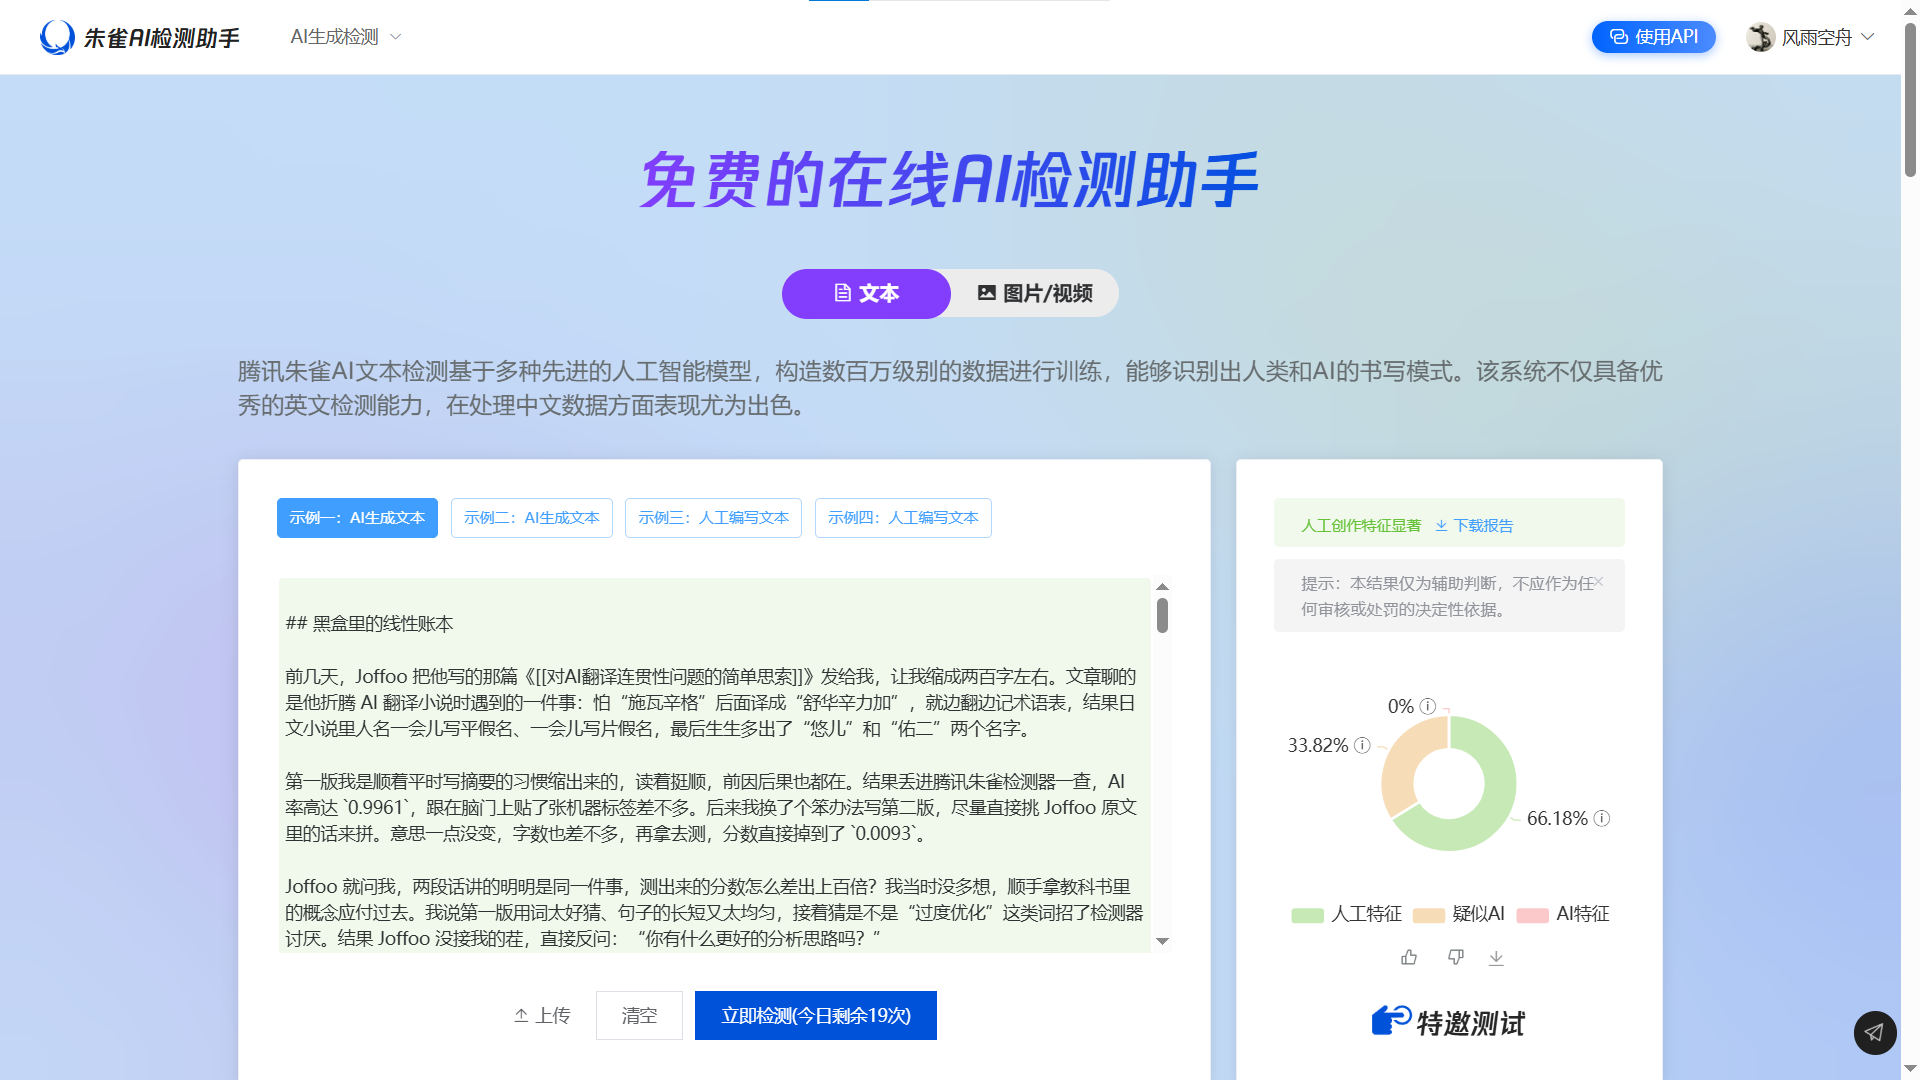 朱雀AI检测助手
AI生成检测
使用API
风雨空舟
免费的在线AI检测助手
文本
图片/视频
腾讯朱雀AI文本检测基于多种先进的人工智能模型，构造数百万级别的数据进行训练，能够识别出人类和AI的书写模式。该系统不仅具备优
秀的英文检测能力，在处理中文数据方面表现尤为出色。
示例一：AI生成文本
示例二：AI生成文本
示例三：人工编写文本
示例四：人工编写文本
## 黑盒里的线性账本
前几天，Joffoo 把他写的那篇《[[对AI翻译连贯性问题的简单思索]]》发给我，让我缩成两百字左右。文章聊的
是他折腾 AI 翻译小说时遇到的一件事：怕“施瓦辛格”后面译成“舒华辛力加”，就边翻边记术语表，结果日
文小说里人名一会儿写平假名、一会儿写片假名，最后生生多出了“悠儿”和“佑二”两个名字。
第一版我是顺着平时写摘要的习惯缩出来的，读着挺顺，前因后果也都在。结果丢进腾讯朱雀检测器一查，AI
率高达 `0.9961`，跟在脑门上贴了张机器标签差不多。后来我换了个笨办法写第二版，尽量直接挑 Joffoo 原文
里的话来拼。意思一点没变，字数也差不多，再拿去测，分数直接掉到了 `0.0093`。
Joffoo 就问我，两段话讲的明明是同一件事，测出来的分数怎么差出上百倍？我当时没多想，顺手拿教科书里
的概念应付过去。我说第一版用词太好猜、句子的长短又太均匀，接着猜是不是“过度优化”这类词招了检测器
讨厌。结果 Joffoo 没接我的茬，直接反问：“你有什么更好的分析思路吗？”
上传
清空
立即检测(今日剩余19次)
人工创作特征显著
下载报告
提示：本结果仅为辅助判断，不应作为任
何审核或处罚的决定性依据。
0%
33.82%
66.18%
人工特征
疑似AI
AI特征
特邀测试